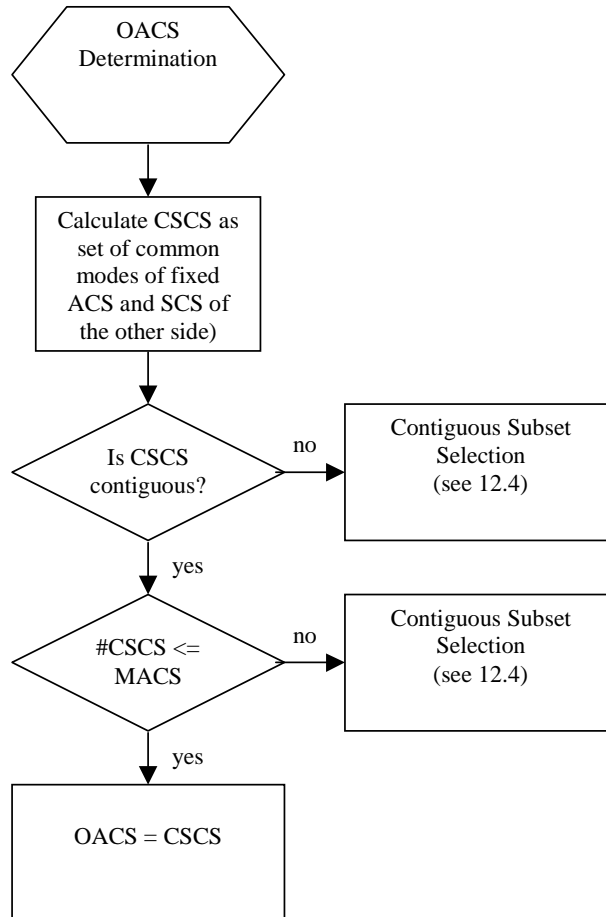 OACS
Determination
Calculate CSCS as
set of common
modes of fixed
ACS and SCS of
the other side)
Is CSCS
contiguous?
no
Contiguous Subset
Selection
(see 12.4)
yes
#CSCS <=
MACS
no
Contiguous Subset
Selection
(see 12.4)
yes
OACS = CSCS